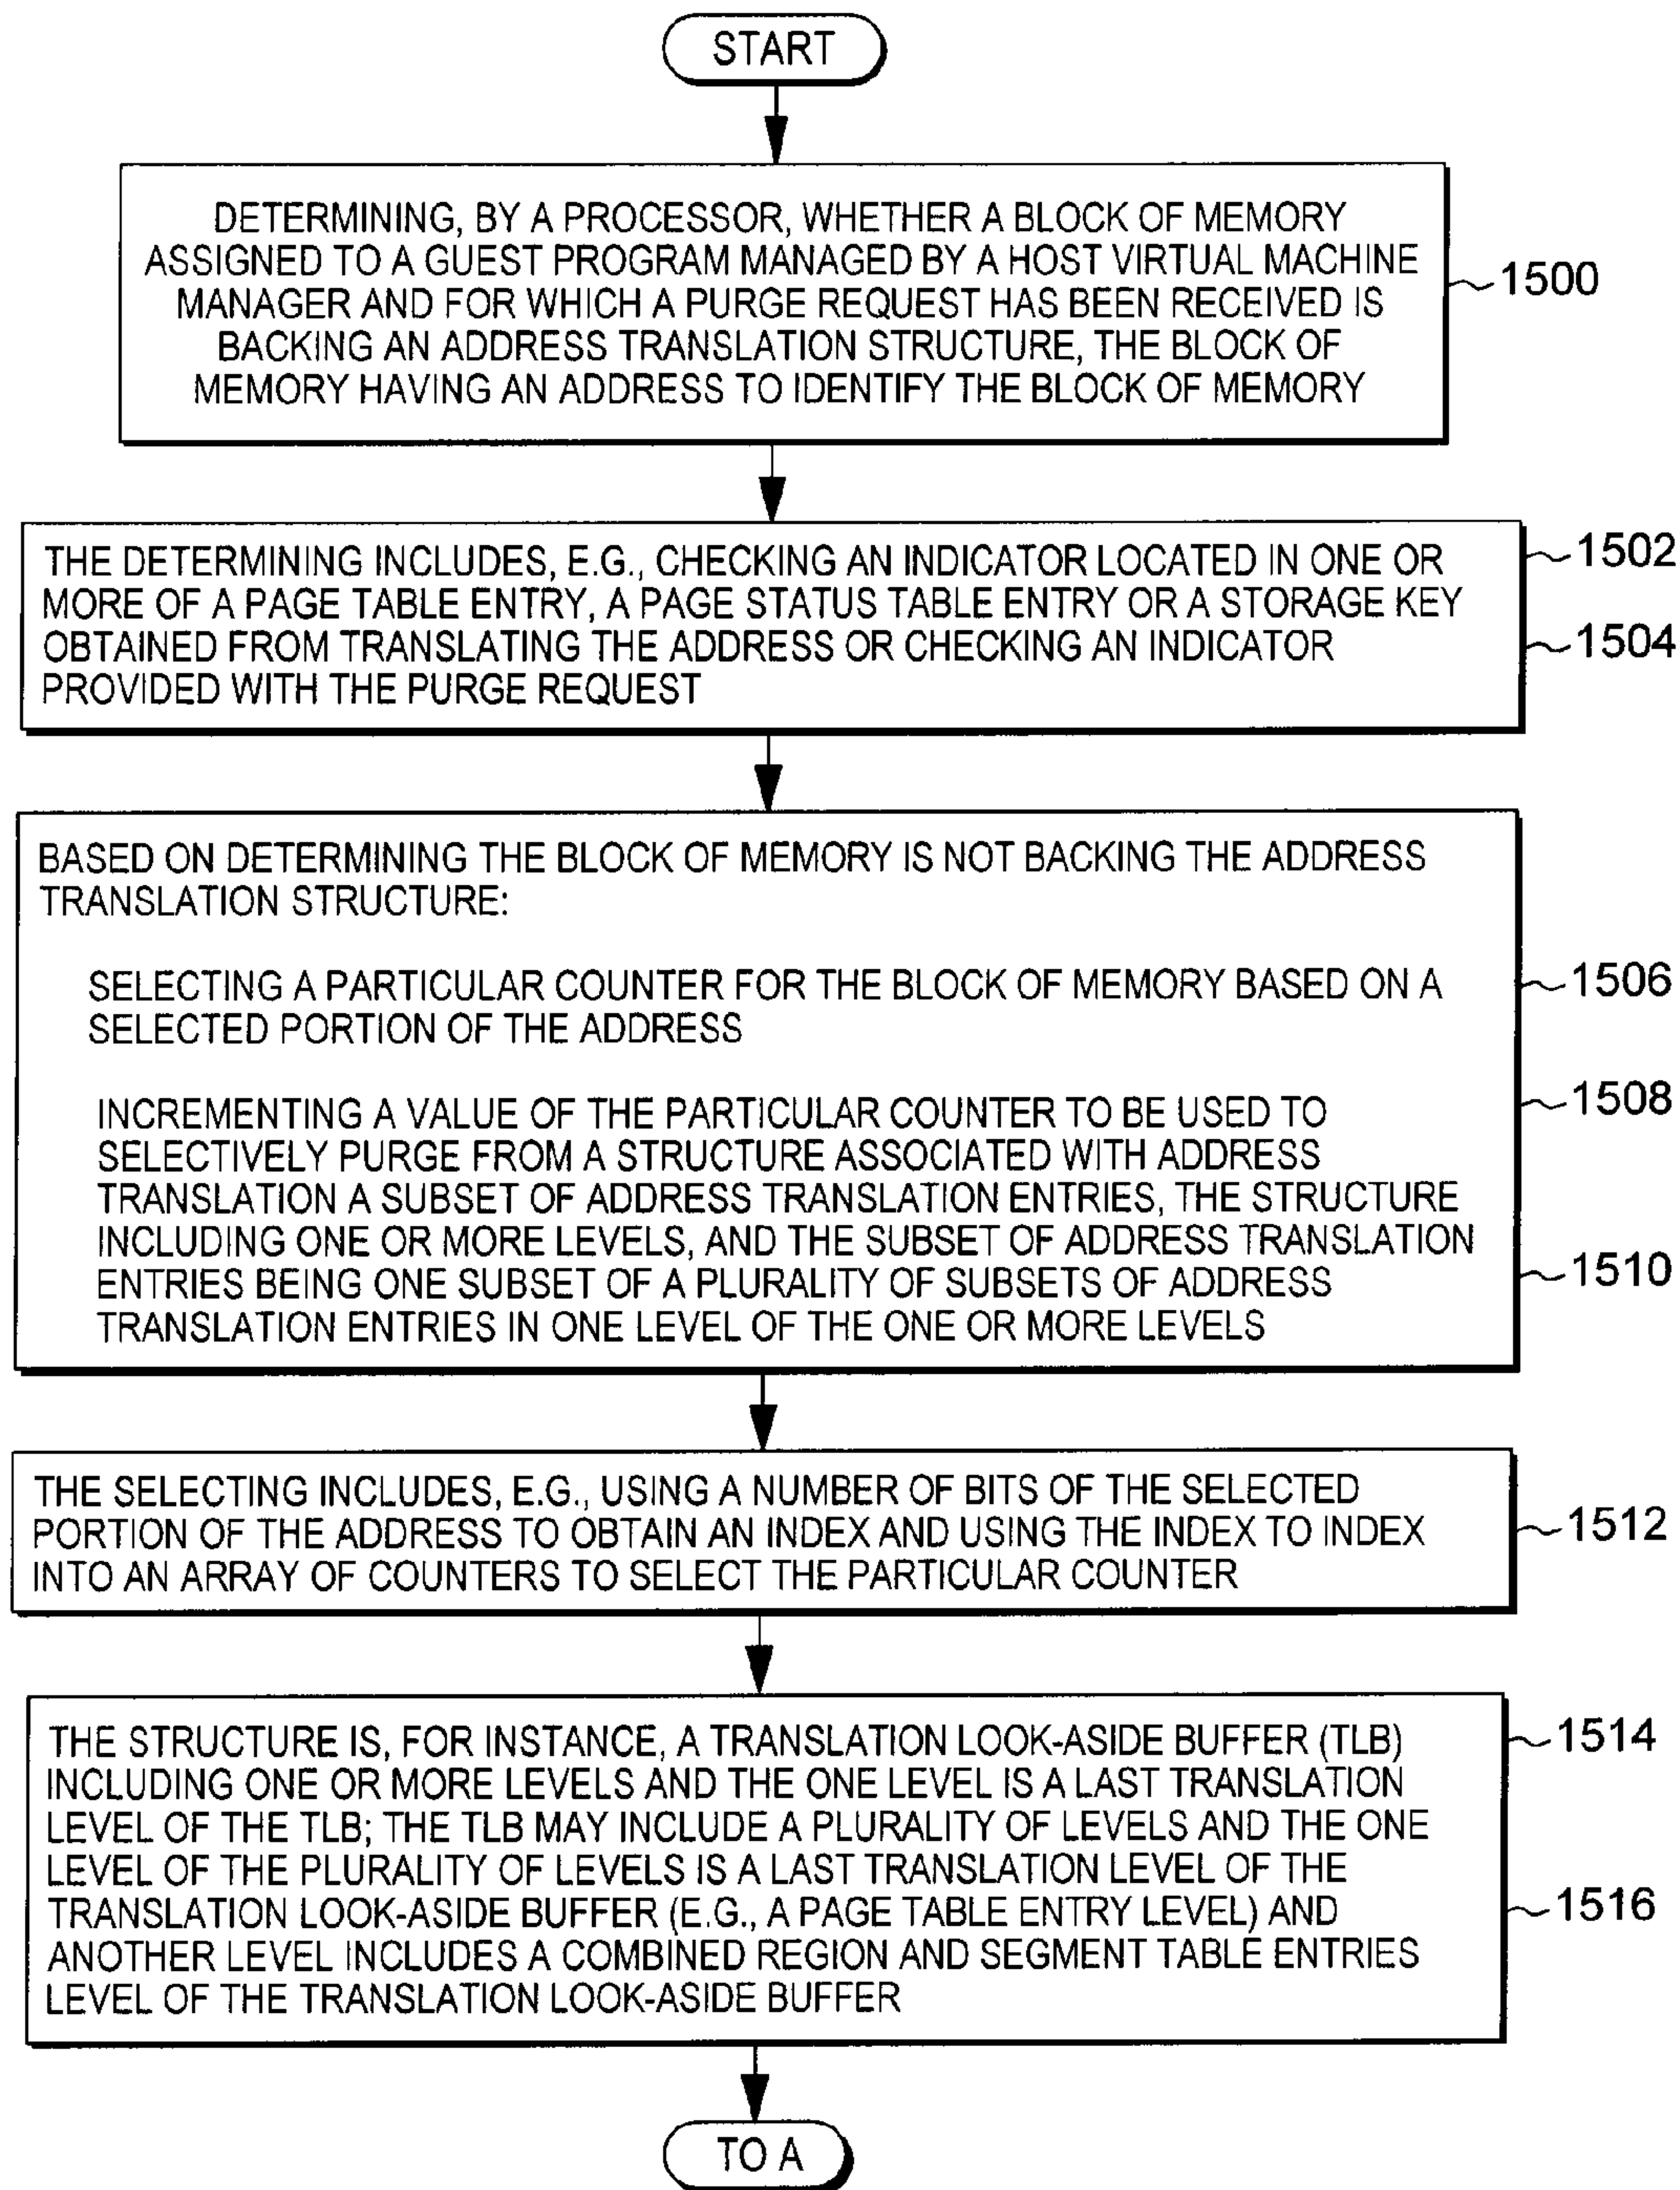 START
DETERMINING, BY A PROCESSOR, WHETHER A BLOCK OF MEMORY
ASSIGNED TO A GUEST PROGRAM MANAGED BY A HOST VIRTUAL MACHINE
MANAGER AND FOR WHICH A PURGE REQUEST HAS BEEN RECEIVED IS
BACKING AN ADDRESS TRANSLATION STRUCTURE, THE BLOCK OF
MEMORY HAVING AN ADDRESS TO IDENTIFY THE BLOCK OF MEMORY
1500
THE DETERMINING INCLUDES, E.G., CHECKING AN INDICATOR LOCATED IN ONE OR
MORE OF A PAGE TABLE ENTRY, A PAGE STATUS TABLE ENTRY OR A STORAGE KEY
OBTAINED FROM TRANSLATING THE ADDRESS OR CHECKING AN INDICATOR
PROVIDED WITH THE PURGE REQUEST
1502
1504
BASED ON DETERMINING THE BLOCK OF MEMORY IS NOT BACKING THE ADDRESS
TRANSLATION STRUCTURE:
SELECTING A PARTICULAR COUNTER FOR THE BLOCK OF MEMORY BASED ON A
SELECTED PORTION OF THE ADDRESS
1506
INCREMENTING A VALUE OF THE PARTICULAR COUNTER TO BE USED TO
SELECTIVELY PURGE FROM A STRUCTURE ASSOCIATED WITH ADDRESS
TRANSLATION A SUBSET OF ADDRESS TRANSLATION ENTRIES, THE STRUCTURE
INCLUDING ONE OR MORE LEVELS, AND THE SUBSET OF ADDRESS TRANSLATION
ENTRIES BEING ONE SUBSET OF A PLURALITY OF SUBSETS OF ADDRESS
TRANSLATION ENTRIES IN ONE LEVEL OF THE ONE OR MORE LEVELS
1508
1510
THE SELECTING INCLUDES, E.G., USING A NUMBER OF BITS OF THE SELECTED
PORTION OF THE ADDRESS TO OBTAIN AN INDEX AND USING THE INDEX TO INDEX
INTO AN ARRAY OF COUNTERS TO SELECT THE PARTICULAR COUNTER
1512
THE STRUCTURE IS, FOR INSTANCE, A TRANSLATION LOOK-ASIDE BUFFER (TLB)
INCLUDING ONE OR MORE LEVELS AND THE ONE LEVEL IS A LAST TRANSLATION
LEVEL OF THE TLB; THE TLB MAY INCLUDE A PLURALITY OF LEVELS AND THE ONE
LEVEL OF THE PLURALITY OF LEVELS IS A LAST TRANSLATION LEVEL OF THE
TRANSLATION LOOK-ASIDE BUFFER (E.G., A PAGE TABLE ENTRY LEVEL) AND
ANOTHER LEVEL INCLUDES A COMBINED REGION AND SEGMENT TABLE ENTRIES
LEVEL OF THE TRANSLATION LOOK-ASIDE BUFFER
1514
1516
TO A